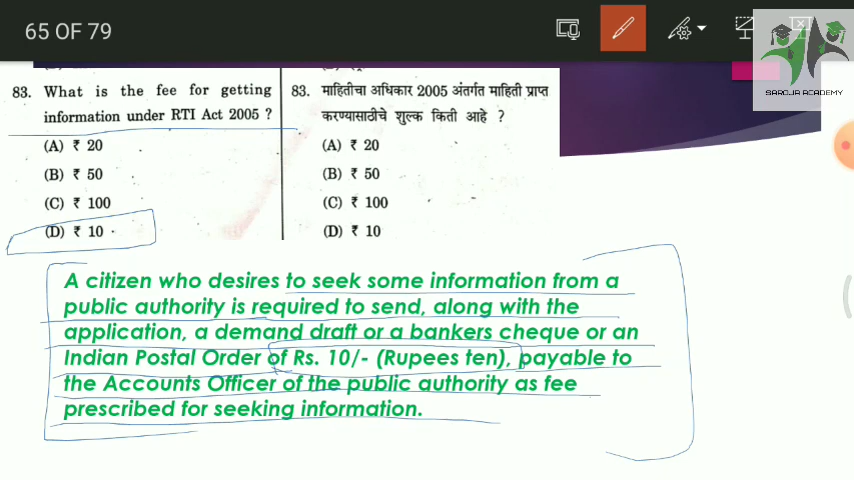 65 OF 79
SAROJA ACADEMY
83. What is the fee for getting
information under RTI Act 2005 ?
(A) ₹ 20
(B) ₹ 50
(C) ₹ 100
(D) ₹ 10
83. माहितीचा अधिकार 2005 अंतर्गत माहिती प्राप्त
करण्यासाठीचे शुल्क किती आहे ?
(A) ₹ 20
(B) ₹ 50
(C) ₹ 100
(D) ₹ 10
A citizen who desires to seek some information from a
public authority is required to send, along with the
application, a demand draft or a bankers cheque or an
Indian Postal Order of Rs. 10/- (Rupees ten), payable to
the Accounts Officer of the public authority as fee
prescribed for seeking information.